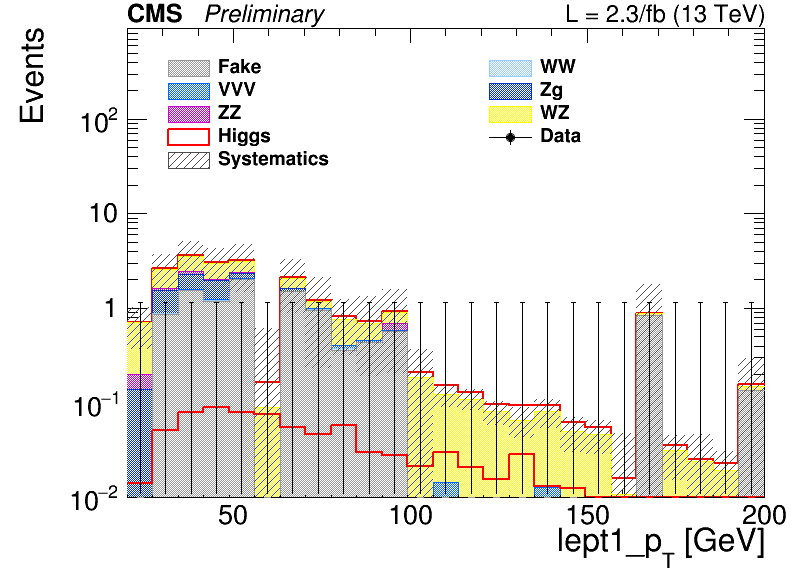 CMS Preliminary L = 2.3/fb (13 TeV)
Events
Fake WW
VVV Zg
ZZ WZ
Higgs Data
Systematics
10²
10
1
10⁻¹
10⁻²
50 100 150 200
lept1_p_T [GeV]